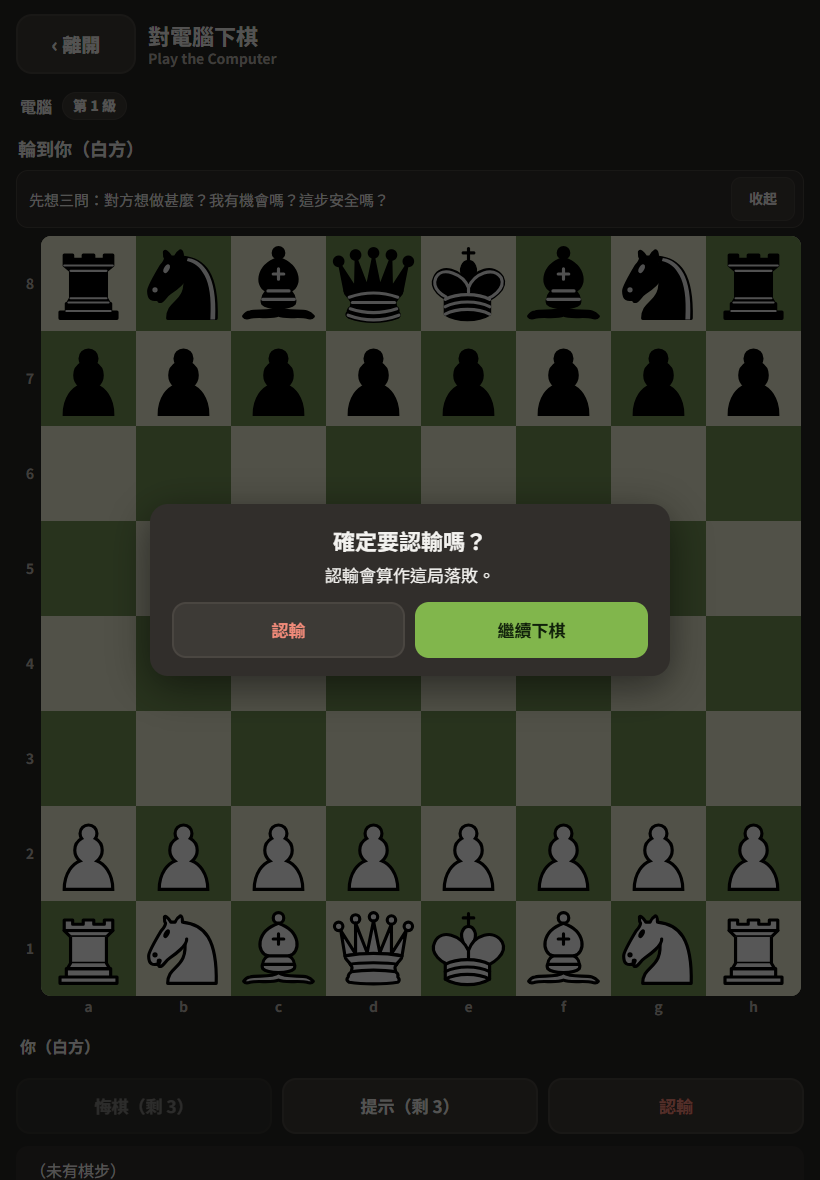 ‹ 離開
對電腦下棋
Play the Computer
電腦 第 1 級
輪到你（白方）
先想三問：對方想做甚麼？我有機會嗎？這步安全嗎？ 收起
8
7
6
5
4
3
2
1
確定要認輸嗎？
認輸會算作這局落敗。
認輸 繼續下棋
a b c d e f g h
你（白方）
悔棋（剩 3） 提示（剩 3） 認輸
（未有棋步）